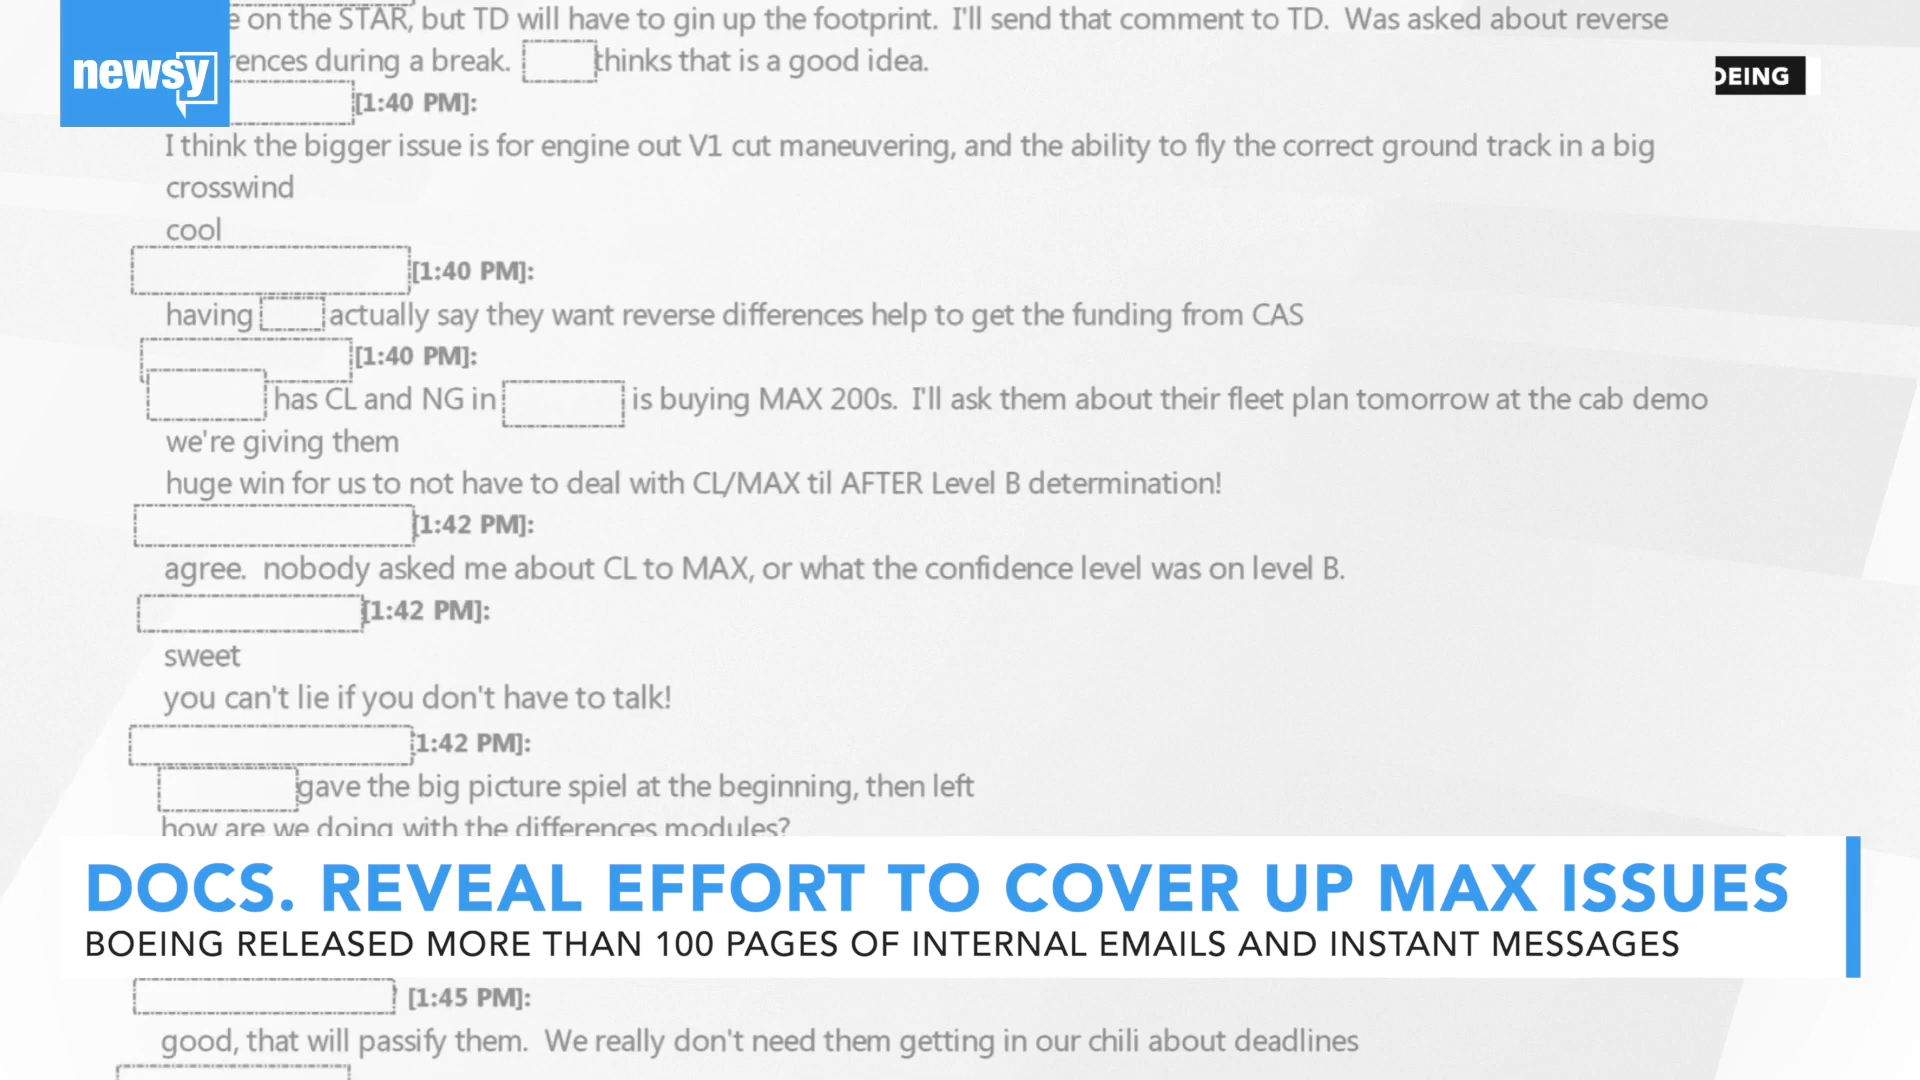 e on the STAR, but TD will have to gin up the footprint.  I'll send that comment to TD.  Was asked about reverse
newsy
rences during a break.  thinks that is a good idea.
OEING
[1:40 PM]:
I think the bigger issue is for engine out V1 cut maneuvering, and the ability to fly the correct ground track in a big
crosswind
cool
[1:40 PM]:
having actually say they want reverse differences help to get the funding from CAS
[1:40 PM]:
has CL and NG in is buying MAX 200s.  I'll ask them about their fleet plan tomorrow at the cab demo
we're giving them
huge win for us to not have to deal with CL/MAX til AFTER Level B determination!
[1:42 PM]:
agree.  nobody asked me about CL to MAX, or what the confidence level was on level B.
[1:42 PM]:
sweet
you can't lie if you don't have to talk!
1:42 PM]:
gave the big picture spiel at the beginning, then left
how are we doing with the differences modules?
DOCS. REVEAL EFFORT TO COVER UP MAX ISSUES
BOEING RELEASED MORE THAN 100 PAGES OF INTERNAL EMAILS AND INSTANT MESSAGES
[1:45 PM]:
good, that will passify them.  We really don't need them getting in our chili about deadlines